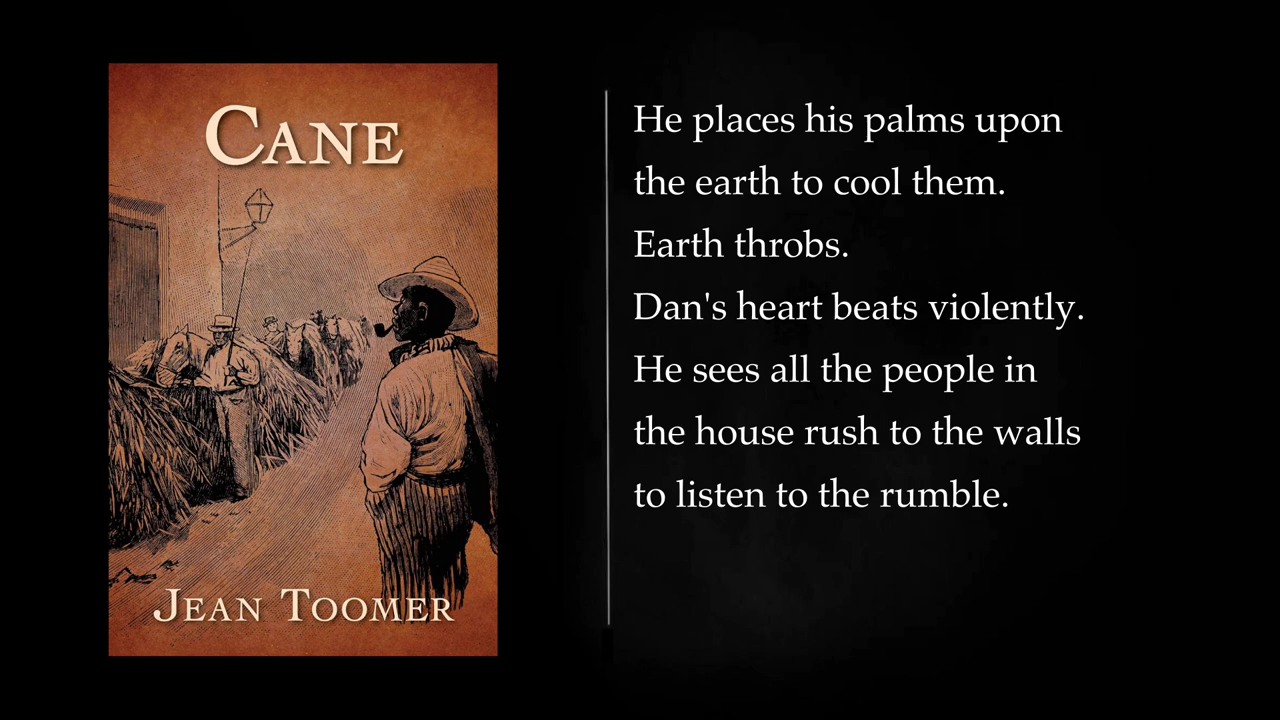 CANE
JEAN TOOMER
He places his palms upon
the earth to cool them.
Earth throbs.
Dan's heart beats violently.
He sees all the people in
the house rush to the walls
to listen to the rumble.